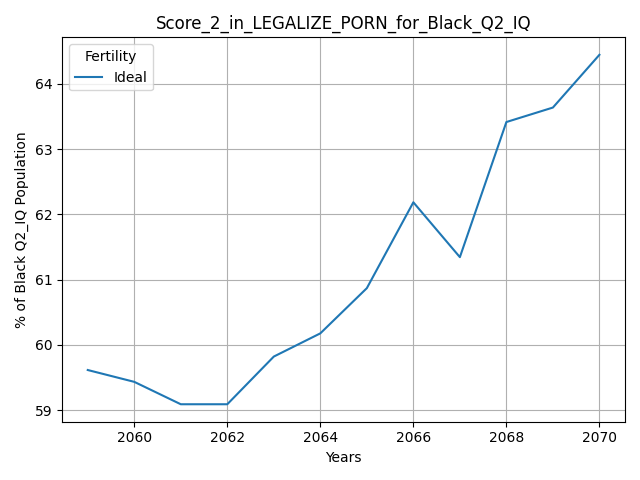 Score_2_in_LEGALIZE_PORN_for_Black_Q2_IQ
Fertility
Ideal
% of Black Q2_IQ Population
64
63
62
61
60
59
2060 2062 2064 2066 2068 2070
Years